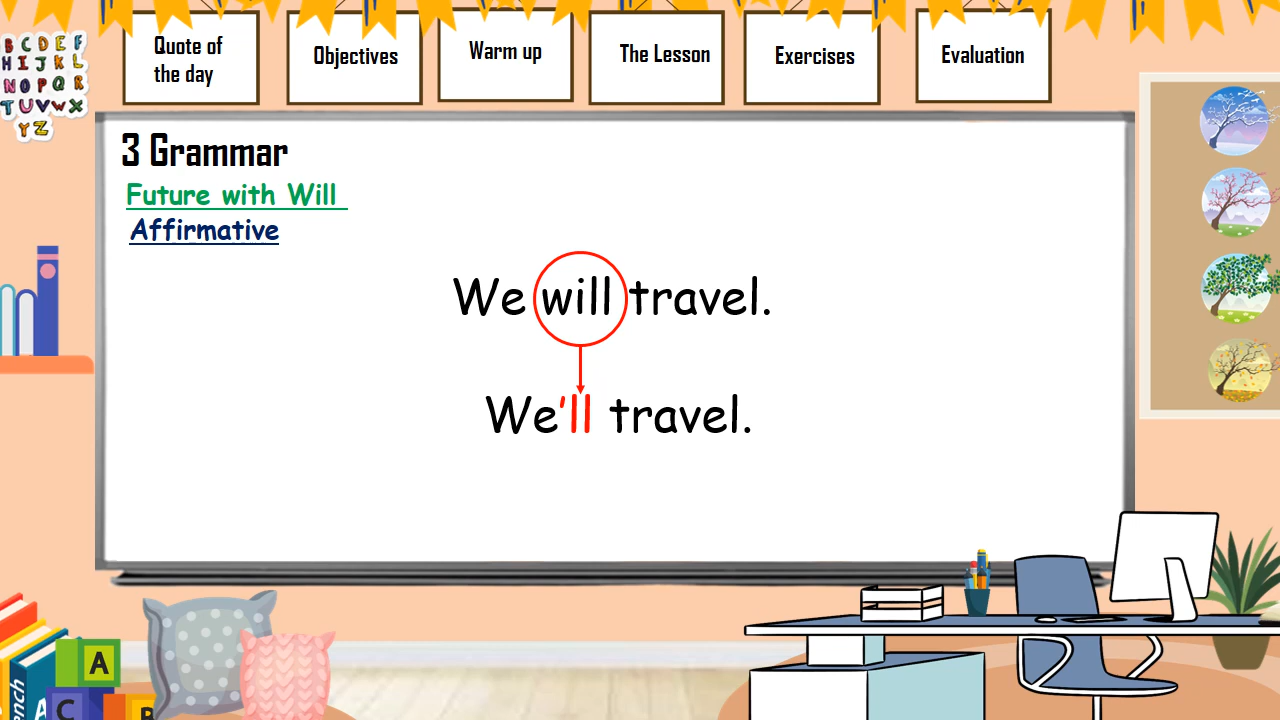 Quote of
the day
Objectives
Warm up
The Lesson
Exercises
Evaluation
B C D E F
H I J K L
N O P Q R
T U V W X
Y Z
3 Grammar
Future with Will
Affirmative
We will travel.
We'll travel.
A
C
B
A